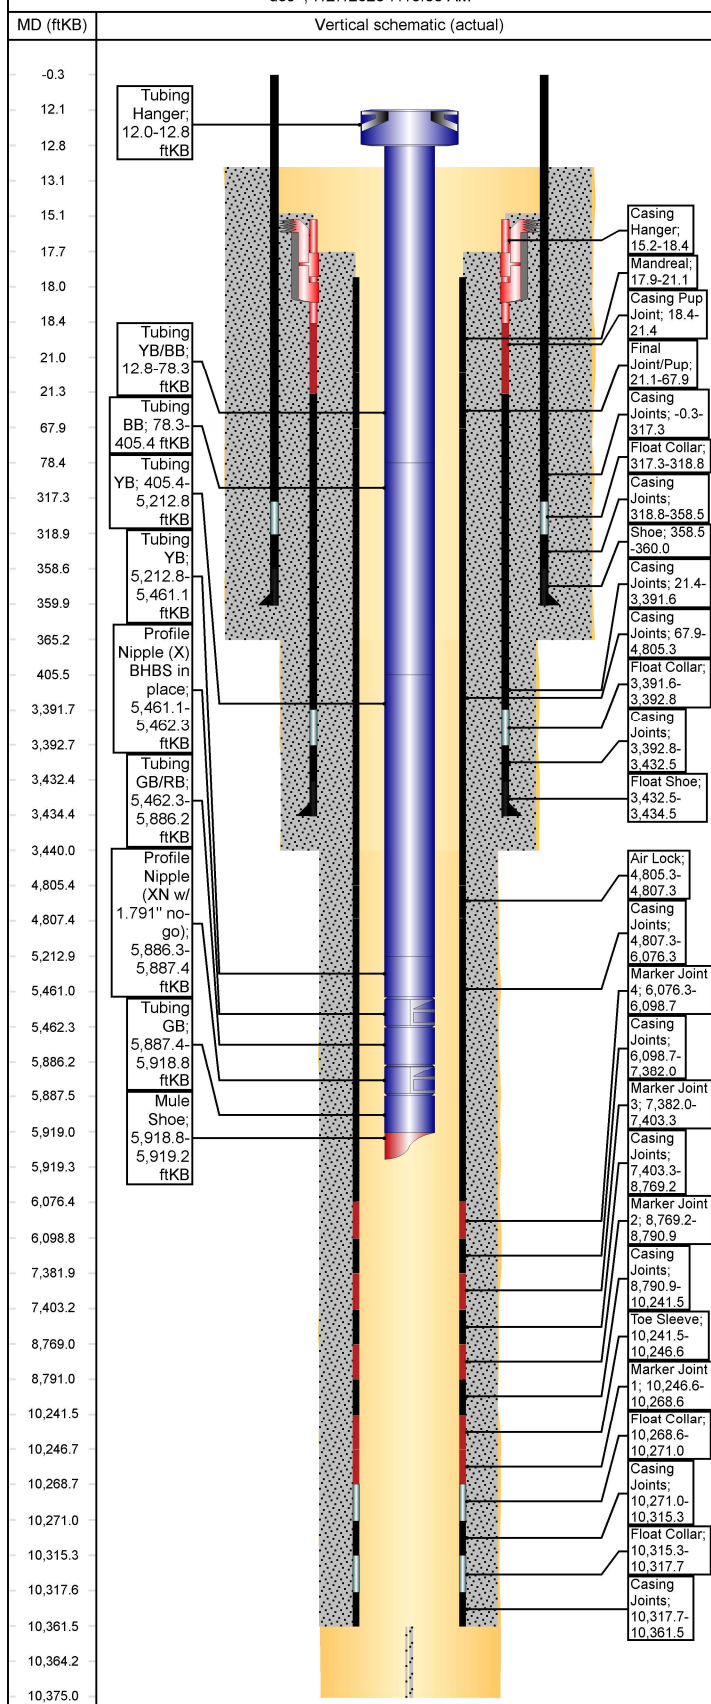 MD (ftKB)
Vertical schematic (actual)
-0.3
12.1
12.8
13.1
15.1
17.7
18.0
18.4
21.0
21.3
67.9
78.4
317.3
318.9
358.6
359.9
365.2
405.5
3,391.7
3,392.7
3,432.4
3,434.4
3,440.0
4,805.4
4,807.4
5,212.9
5,461.0
5,462.3
5,886.2
5,887.5
5,919.0
5,919.3
6,076.4
6,098.8
7,381.9
7,403.2
8,769.0
8,791.0
10,241.5
10,246.7
10,268.7
10,271.0
10,315.3
10,317.6
10,361.5
10,364.2
10,375.0
Tubing
Hanger;
12.0-12.8
ftKB
Tubing
YB/BB;
12.8-78.3
ftKB
Tubing
BB; 78.3-
405.4 ftKB
Tubing
YB; 405.4-
5,212.8
ftKB
Tubing
YB;
5,212.8-
5,461.1
ftKB
Profile
Nipple (X)
BHBS in
place;
5,461.1-
5,462.3
ftKB
Tubing
GB/RB;
5,462.3-
5,886.2
ftKB
Profile
Nipple
(XN w/
1.791" no-
go);
5,886.3-
5,887.4
ftKB
Tubing
GB;
5,887.4-
5,918.8
ftKB
Mule
Shoe;
5,918.8-
5,919.2
ftKB
Casing
Hanger;
15.2-18.4
Mandreal;
17.9-21.1
Casing Pup
Joint; 18.4-
21.4
Final
Joint/Pup;
21.1-67.9
Casing
Joints; -0.3-
317.3
Float Collar;
317.3-318.8
Casing
Joints;
318.8-358.5
Shoe; 358.5
-360.0
Casing
Joints; 21.4-
3,391.6
Casing
Joints; 67.9-
4,805.3
Float Collar;
3,391.6-
3,392.8
Casing
Joints;
3,392.8-
3,432.5
Float Shoe;
3,432.5-
3,434.5
Air Lock;
4,805.3-
4,807.3
Casing
Joints;
4,807.3-
6,076.3
Marker Joint
4; 6,076.3-
6,098.7
Casing
Joints;
6,098.7-
7,382.0
Marker Joint
3; 7,382.0-
7,403.3
Casing
Joints;
7,403.3-
8,769.2
Marker Joint
2; 8,769.2-
8,790.9
Casing
Joints;
8,790.9-
10,241.5
Toe Sleeve;
10,241.5-
10,246.6
Marker Joint
1; 10,246.6-
10,268.6
Float Collar;
10,268.6-
10,271.0
Casing
Joints;
10,271.0-
10,315.3
Float Collar;
10,315.3-
10,317.7
Casing
Joints;
10,317.7-
10,361.5